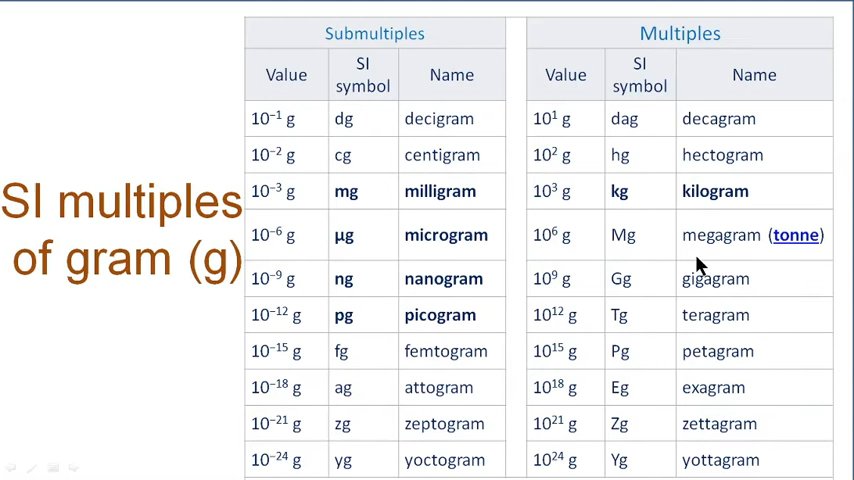 SI multiples
of gram (g)
Submultiples Multiples
Value SI symbol Name Value SI symbol Name
10⁻¹ g dg decigram 10¹ g dag decagram
10⁻² g cg centigram 10² g hg hectogram
10⁻³ g mg milligram 10³ g kg kilogram
10⁻⁶ g µg microgram 10⁶ g Mg megagram (tonne)
10⁻⁹ g ng nanogram 10⁹ g Gg gigagram
10⁻¹² g pg picogram 10¹² g Tg teragram
10⁻¹⁵ g fg femtogram 10¹⁵ g Pg petagram
10⁻¹⁸ g ag attogram 10¹⁸ g Eg exagram
10⁻²¹ g zg zeptogram 10²¹ g Zg zettagram
10⁻²⁴ g yg yoctogram 10²⁴ g Yg yottagram